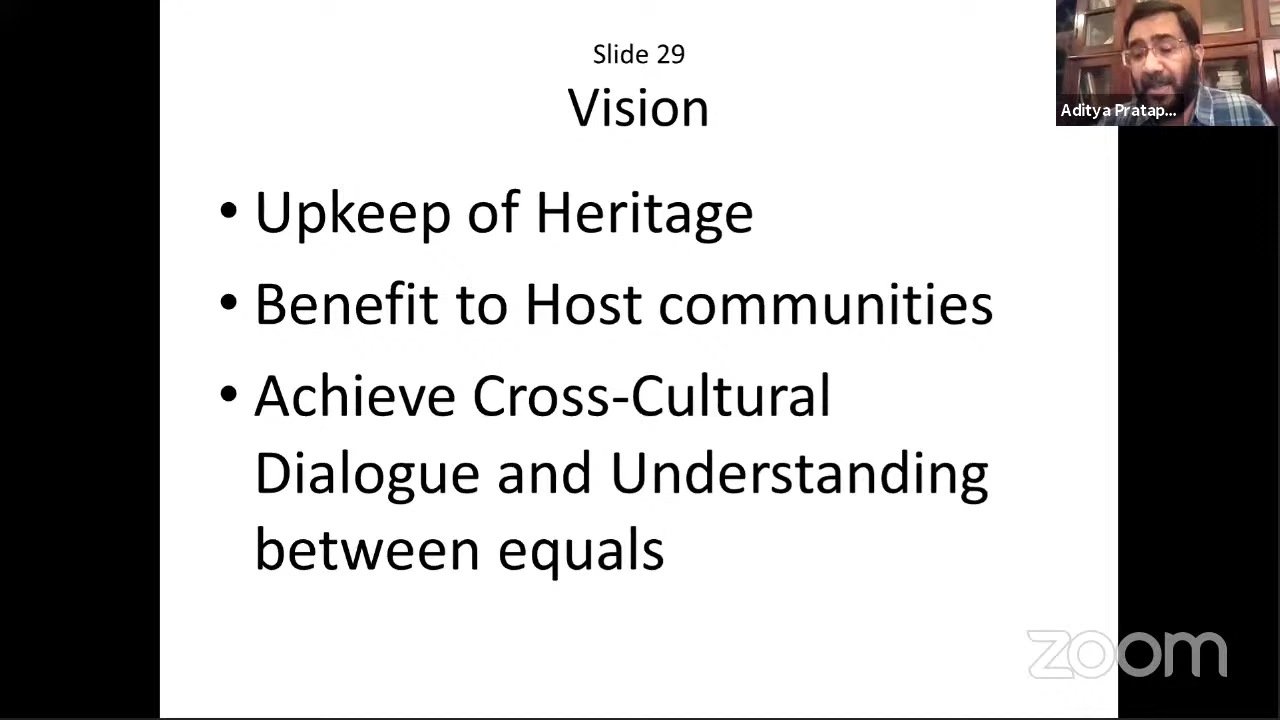 Slide 29
Vision
Aditya Pratap...
• Upkeep of Heritage
• Benefit to Host communities
• Achieve Cross-Cultural
Dialogue and Understanding
between equals
zoom